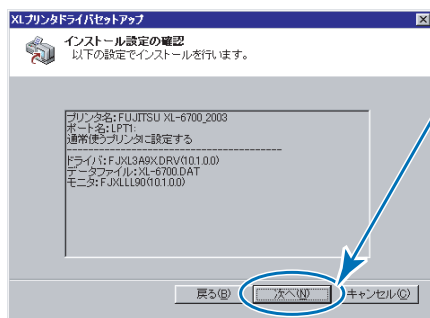 XLプリンタドライバセットアップ
インストール設定の確認
以下の設定でインストールを行います。
プリンタ名:FUJITSU XL-6700_2003
ポート名:LPT1:
通常使うプリンタに設定する
--------------------------------------------------
ドライバ:FJXL3A9X.DRV(10.1.0.0)
データファイル:XL-6700.DAT
モニタ:FJXLLL90(10.1.0.0)
戻る(B) 次へ(N) キャンセル(C)